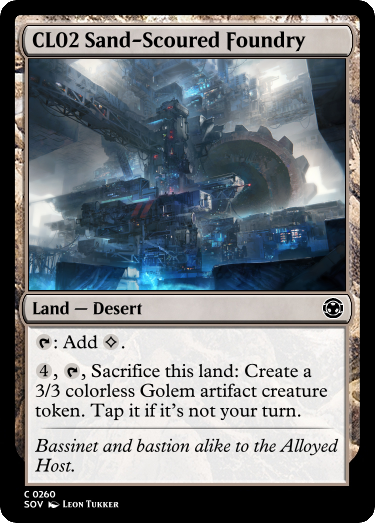 CL02 Sand-Scoured Foundry
Land — Desert
: Add .
4, , Sacrifice this land: Create a
3/3 colorless Golem artifact creature
token. Tap it if it's not your turn.
Bassinet and bastion alike to the Alloyed
Host.
C 0260
SOV Leon Tukker